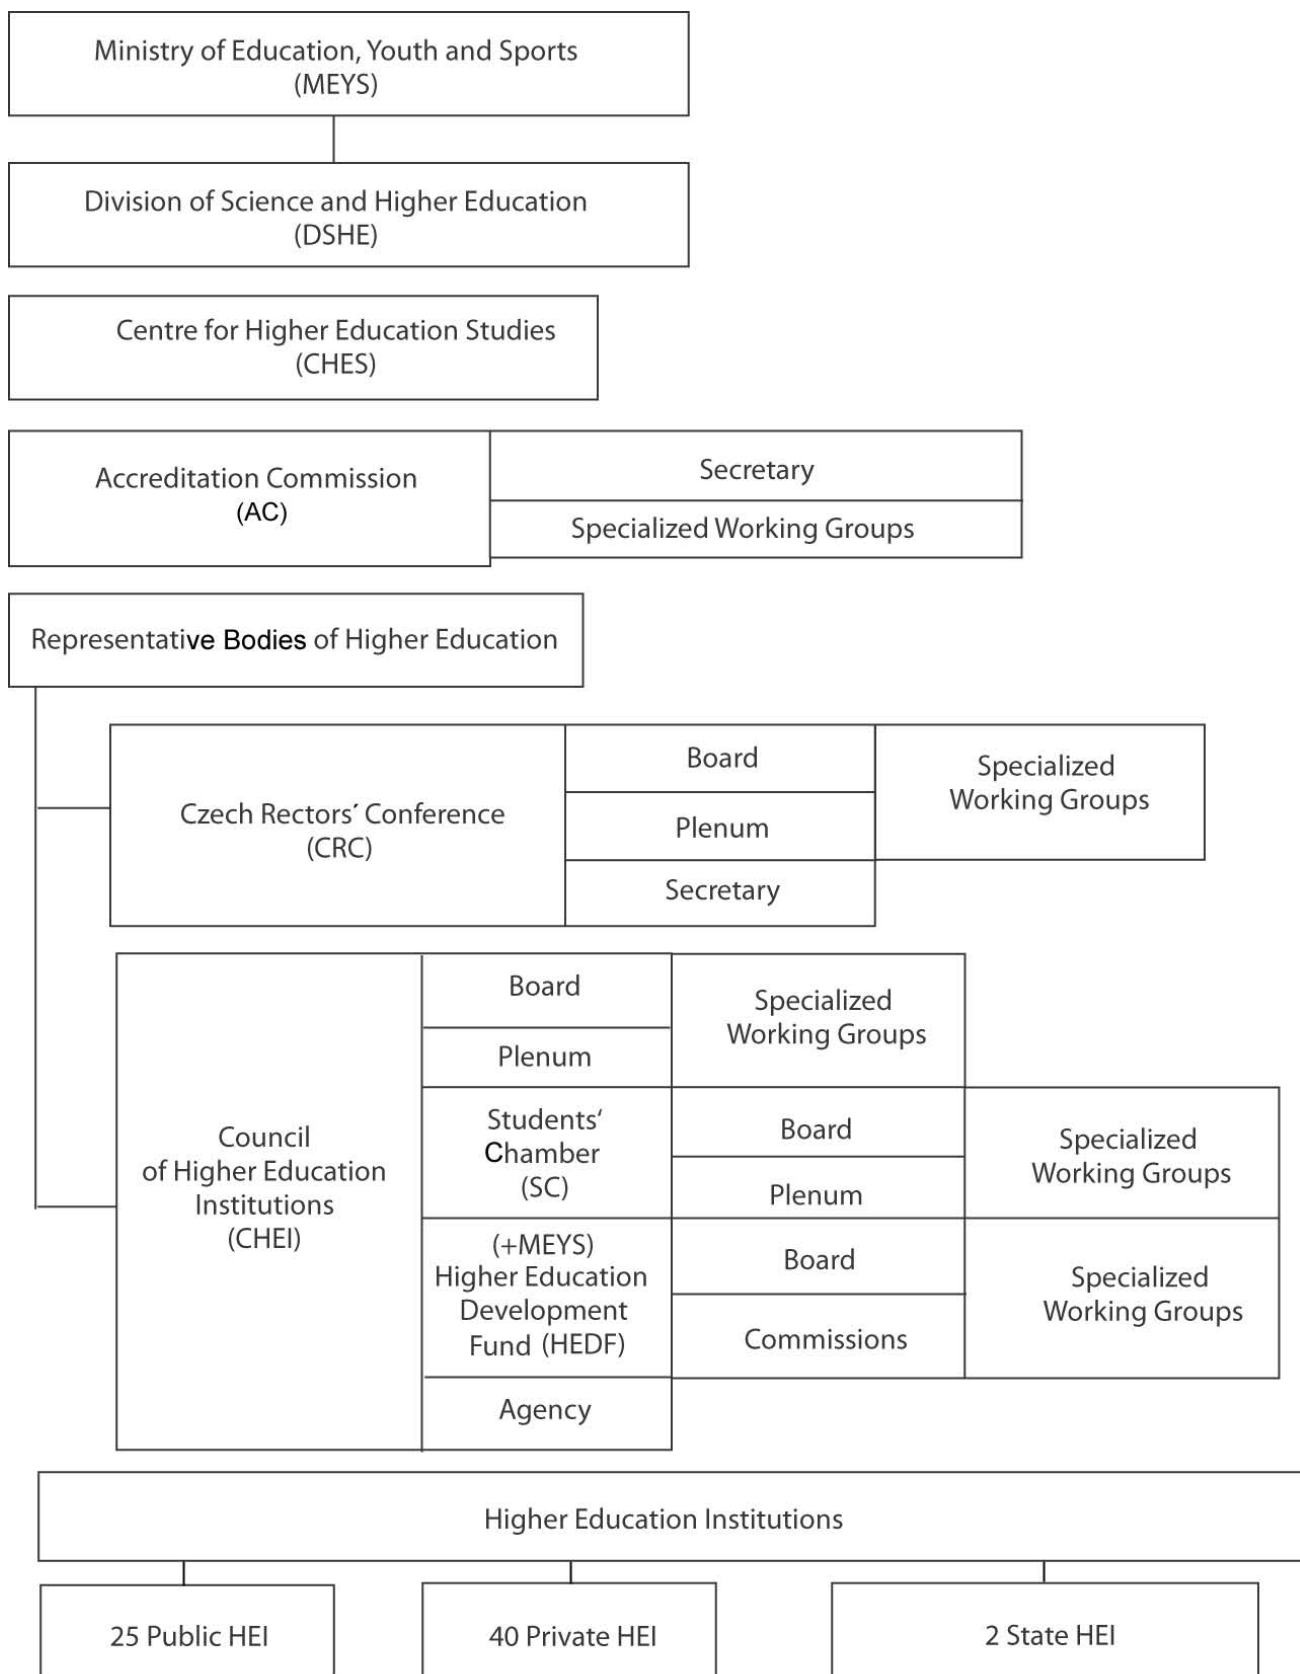 Ministry of Education, Youth and Sports
(MEYS)
Division of Science and Higher Education
(DSHE)
Centre for Higher Education Studies
(CHES)
Accreditation Commission
(AC)
Secretary
Specialized Working Groups
Representative Bodies of Higher Education
Czech Rectors´ Conference
(CRC)
Board
Plenum
Secretary
Specialized
Working Groups
Council
of Higher Education
Institutions
(CHEI)
Board
Plenum
Specialized
Working Groups
Students‘
Chamber
(SC)
Board
Plenum
Specialized
Working Groups
(+MEYS)
Higher Education
Development
Fund (HEDF)
Board
Commissions
Specialized
Working Groups
Agency
Higher Education Institutions
25 Public HEI
40 Private HEI
2 State HEI